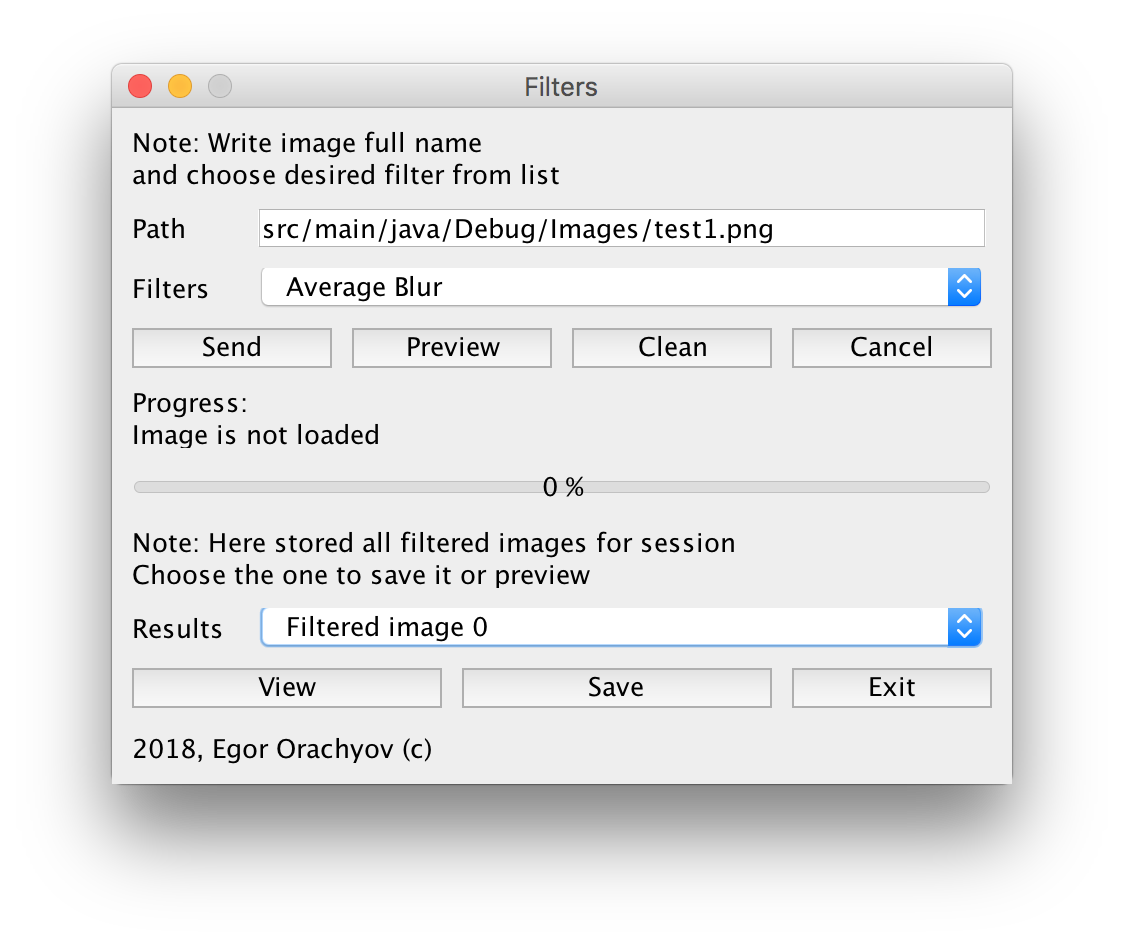 Filters
Note: Write image full name
and choose desired filter from list
Path src/main/java/Debug/Images/test1.png
Filters Average Blur
Send Preview Clean Cancel
Progress:
Image is not loaded
0 %
Note: Here stored all filtered images for session
Choose the one to save it or preview
Results Filtered image 0
View Save Exit
2018, Egor Orachyov (c)